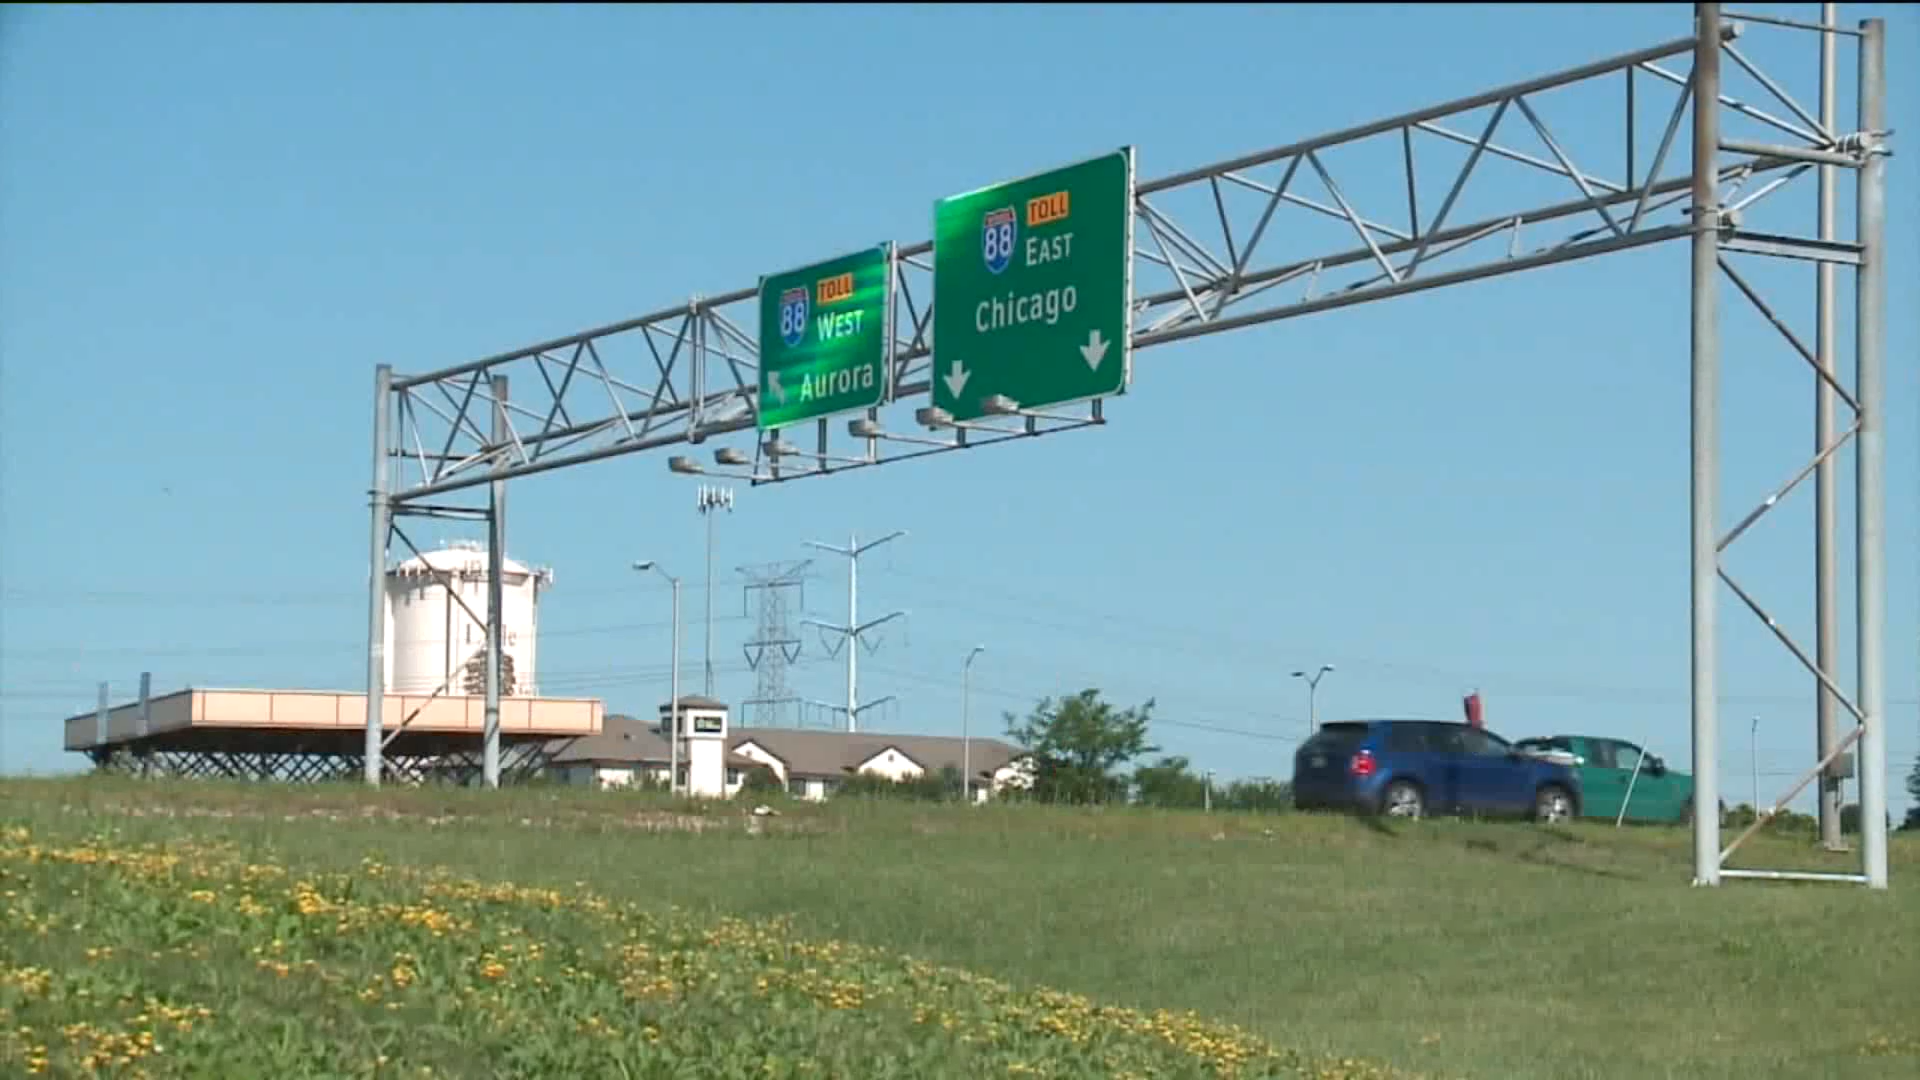 88 TOLL
WEST
Aurora
88 TOLL
EAST
Chicago